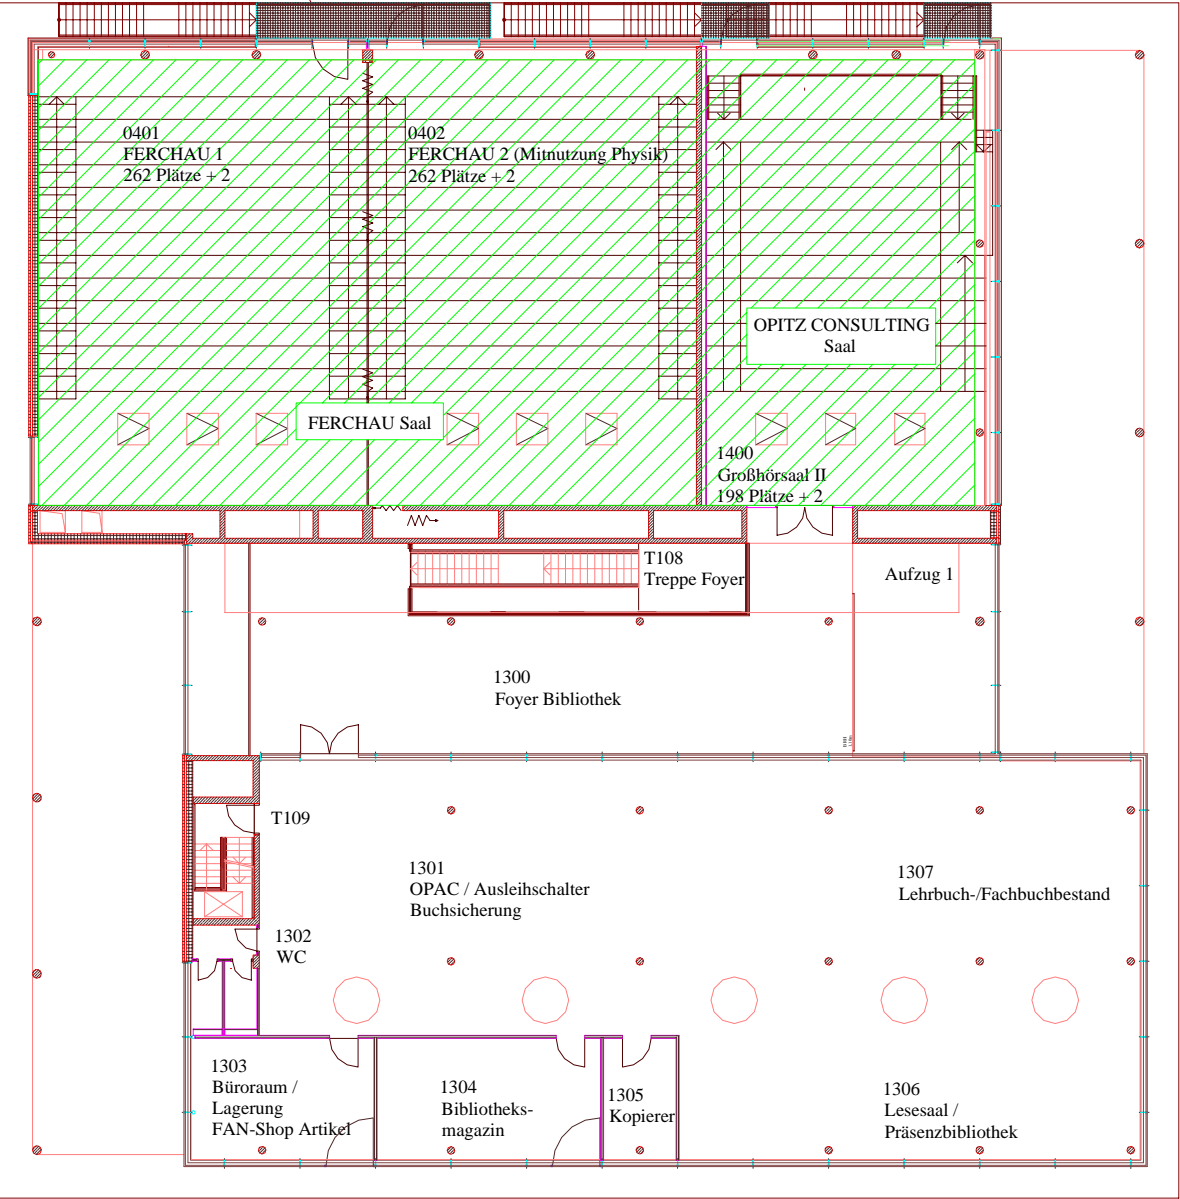 0401
FERCHAU 1
262 Plätze + 2
0402
FERCHAU 2 (Mitnutzung Physik)
262 Plätze + 2
OPITZ CONSULTING
Saal
FERCHAU Saal
1400
Großhörsaal II
198 Plätze + 2
T108
Treppe Foyer
Aufzug 1
1300
Foyer Bibliothek
T109
1301
OPAC / Ausleihschalter
Buchsicherung
1307
Lehrbuch-/Fachbuchbestand
1302
WC
1303
Büroraum /
Lagerung
FAN-Shop Artikel
1304
Bibliotheks-
magazin
1305
Kopierer
1306
Lesesaal /
Präsenzbibliothek